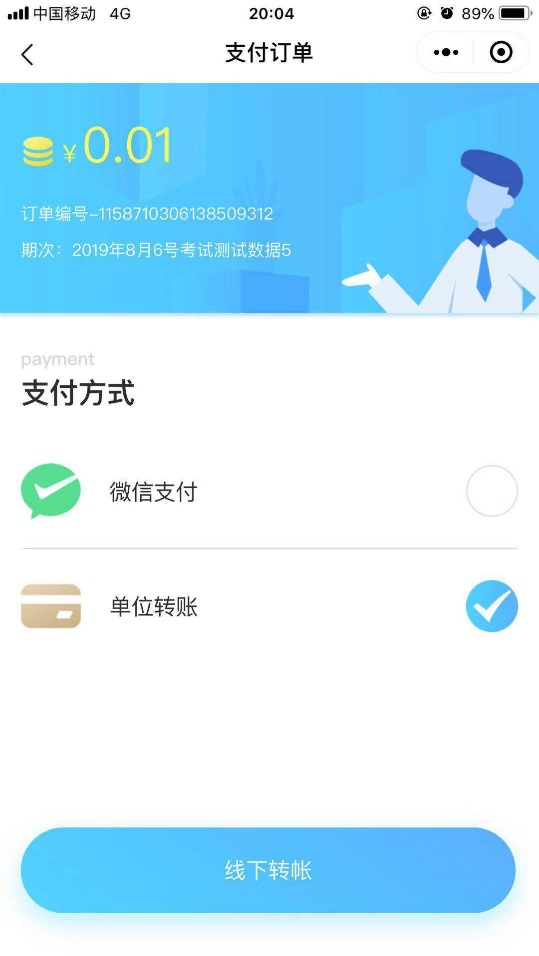 中国移动 4G 20:04 89%
支付订单
¥0.01
订单编号-1158710306138509312
期次：2019年8月6号考试测试数据5
payment
支付方式
微信支付
单位转账
线下转帐